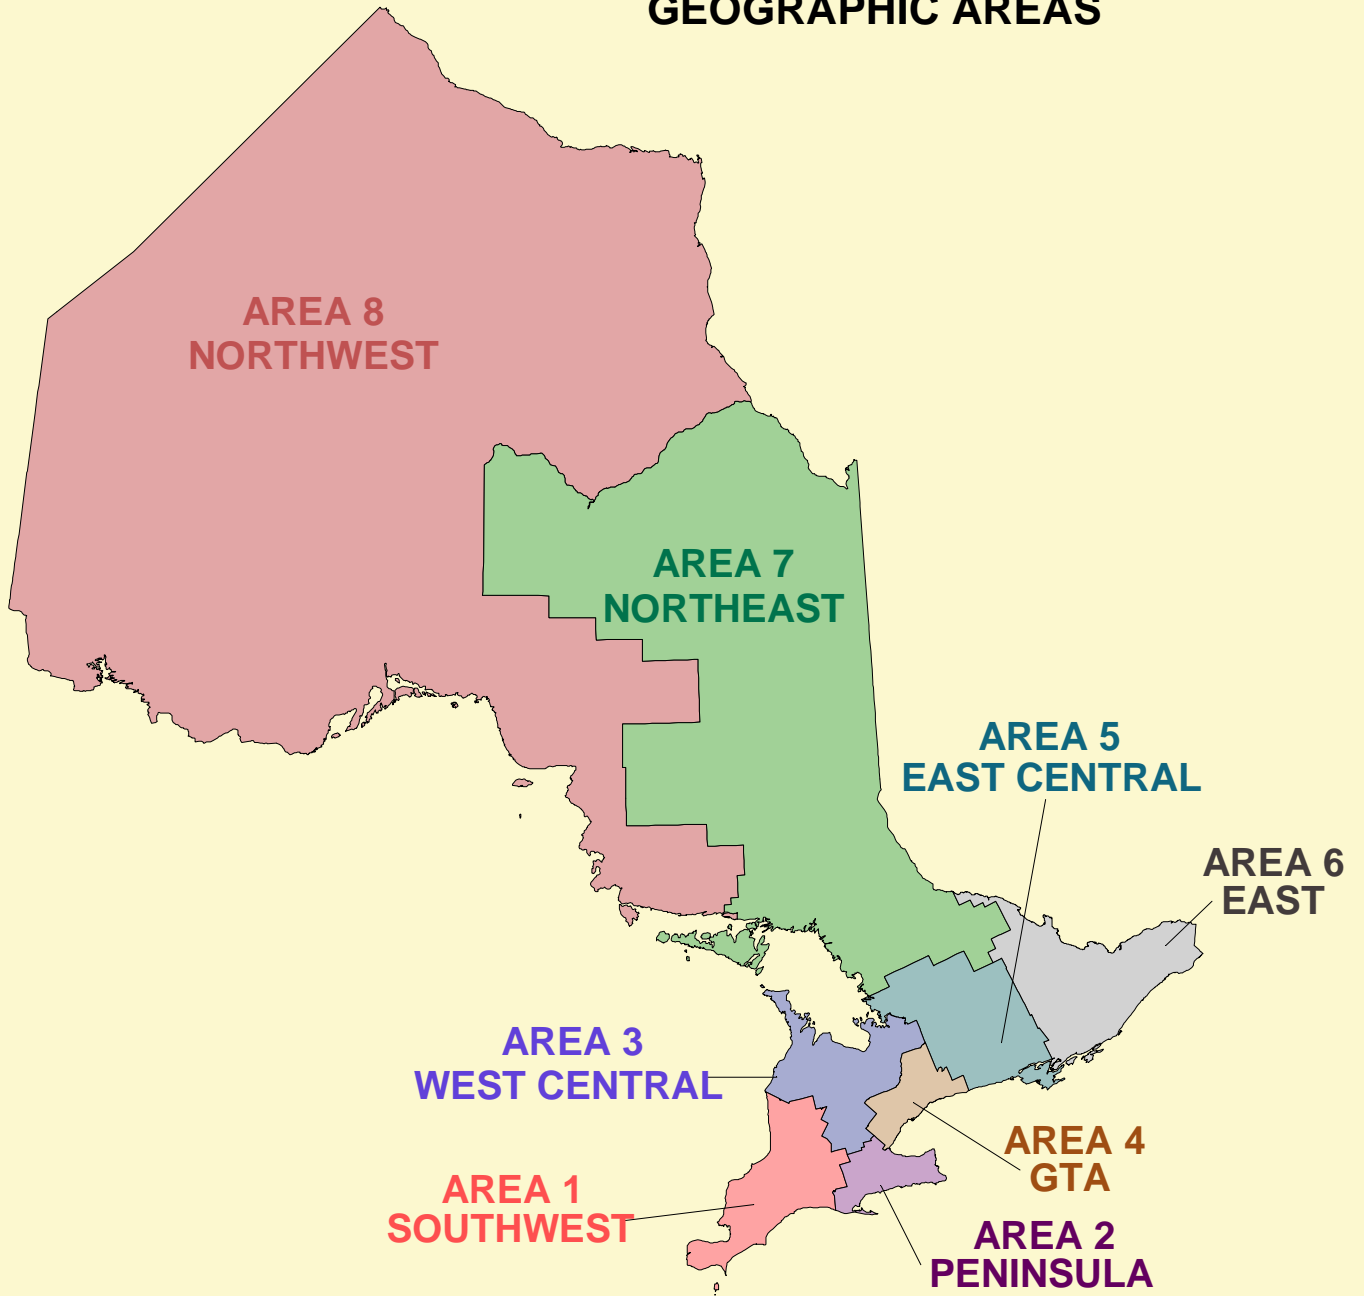 GEOGRAPHIC AREAS
AREA 8
NORTHWEST
AREA 7
NORTHEAST
AREA 5
EAST CENTRAL
AREA 6
EAST
AREA 3
WEST CENTRAL
AREA 4
GTA
AREA 1
SOUTHWEST
AREA 2
PENINSULA